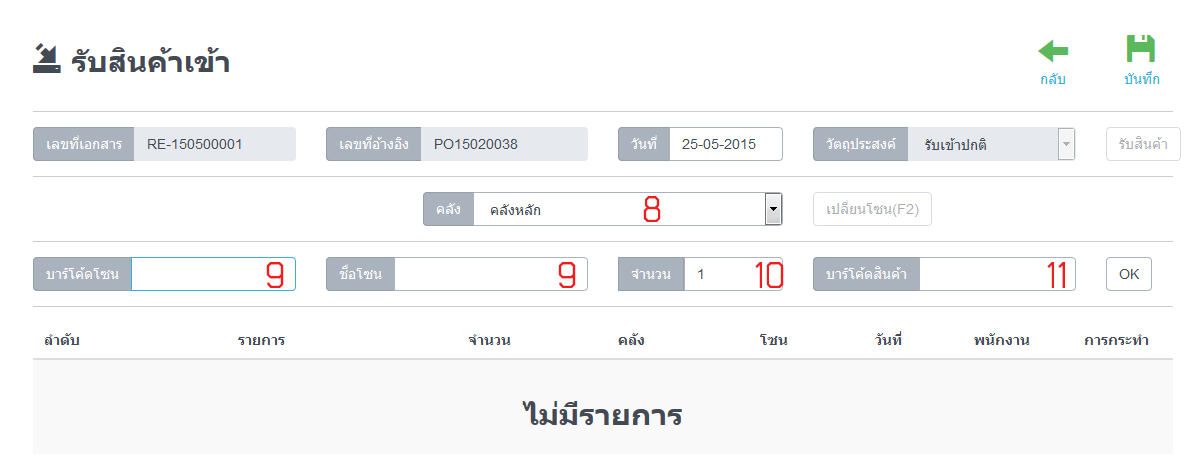 รับสินค้าเข้า
กลับ บันทึก
เลขที่เอกสาร RE-150500001 เลขที่อ้างอิง PO15020038 วันที่ 25-05-2015 วัตถุประสงค์ รับเข้าปกติ รับสินค้า
คลัง คลังหลัก 8 เปลี่ยนโซน(F2)
บาร์โค้ดโซน 9 ชื่อโซน 9 จำนวน 1 10 บาร์โค้ดสินค้า 11 OK
ลำดับ รายการ จำนวน คลัง โซน วันที่ พนักงาน การกระทำ
ไม่มีรายการ